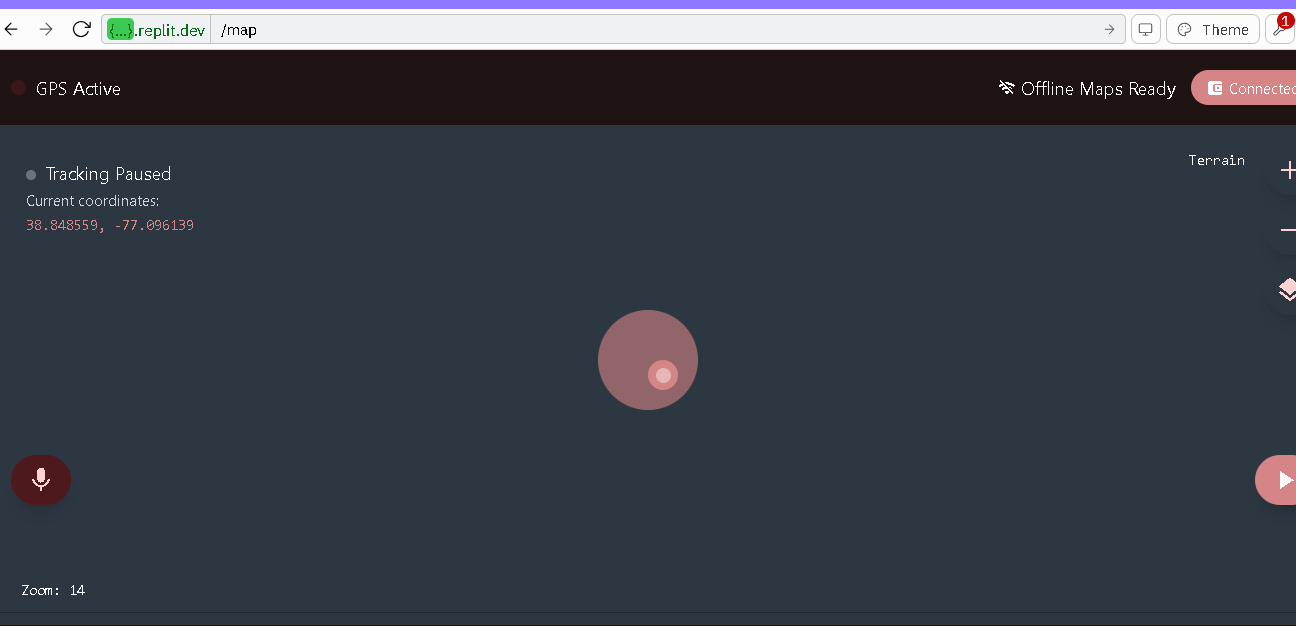 {...}.replit.dev /map
Theme
1
GPS Active
Offline Maps Ready
Connected
Tracking Paused
Terrain
Current coordinates:
38.848559, -77.096139
Zoom: 14